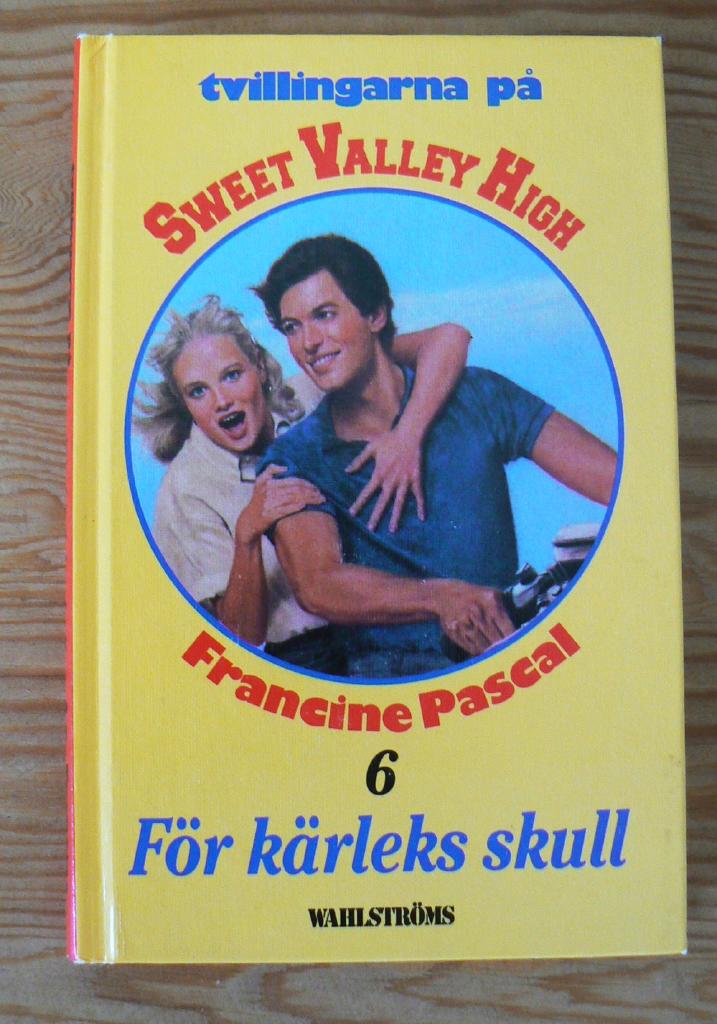 tvillingarna på
SWEET VALLEY HIGH
Francine Pascal
6
För kärleks skull
WAHLSTRÖMS